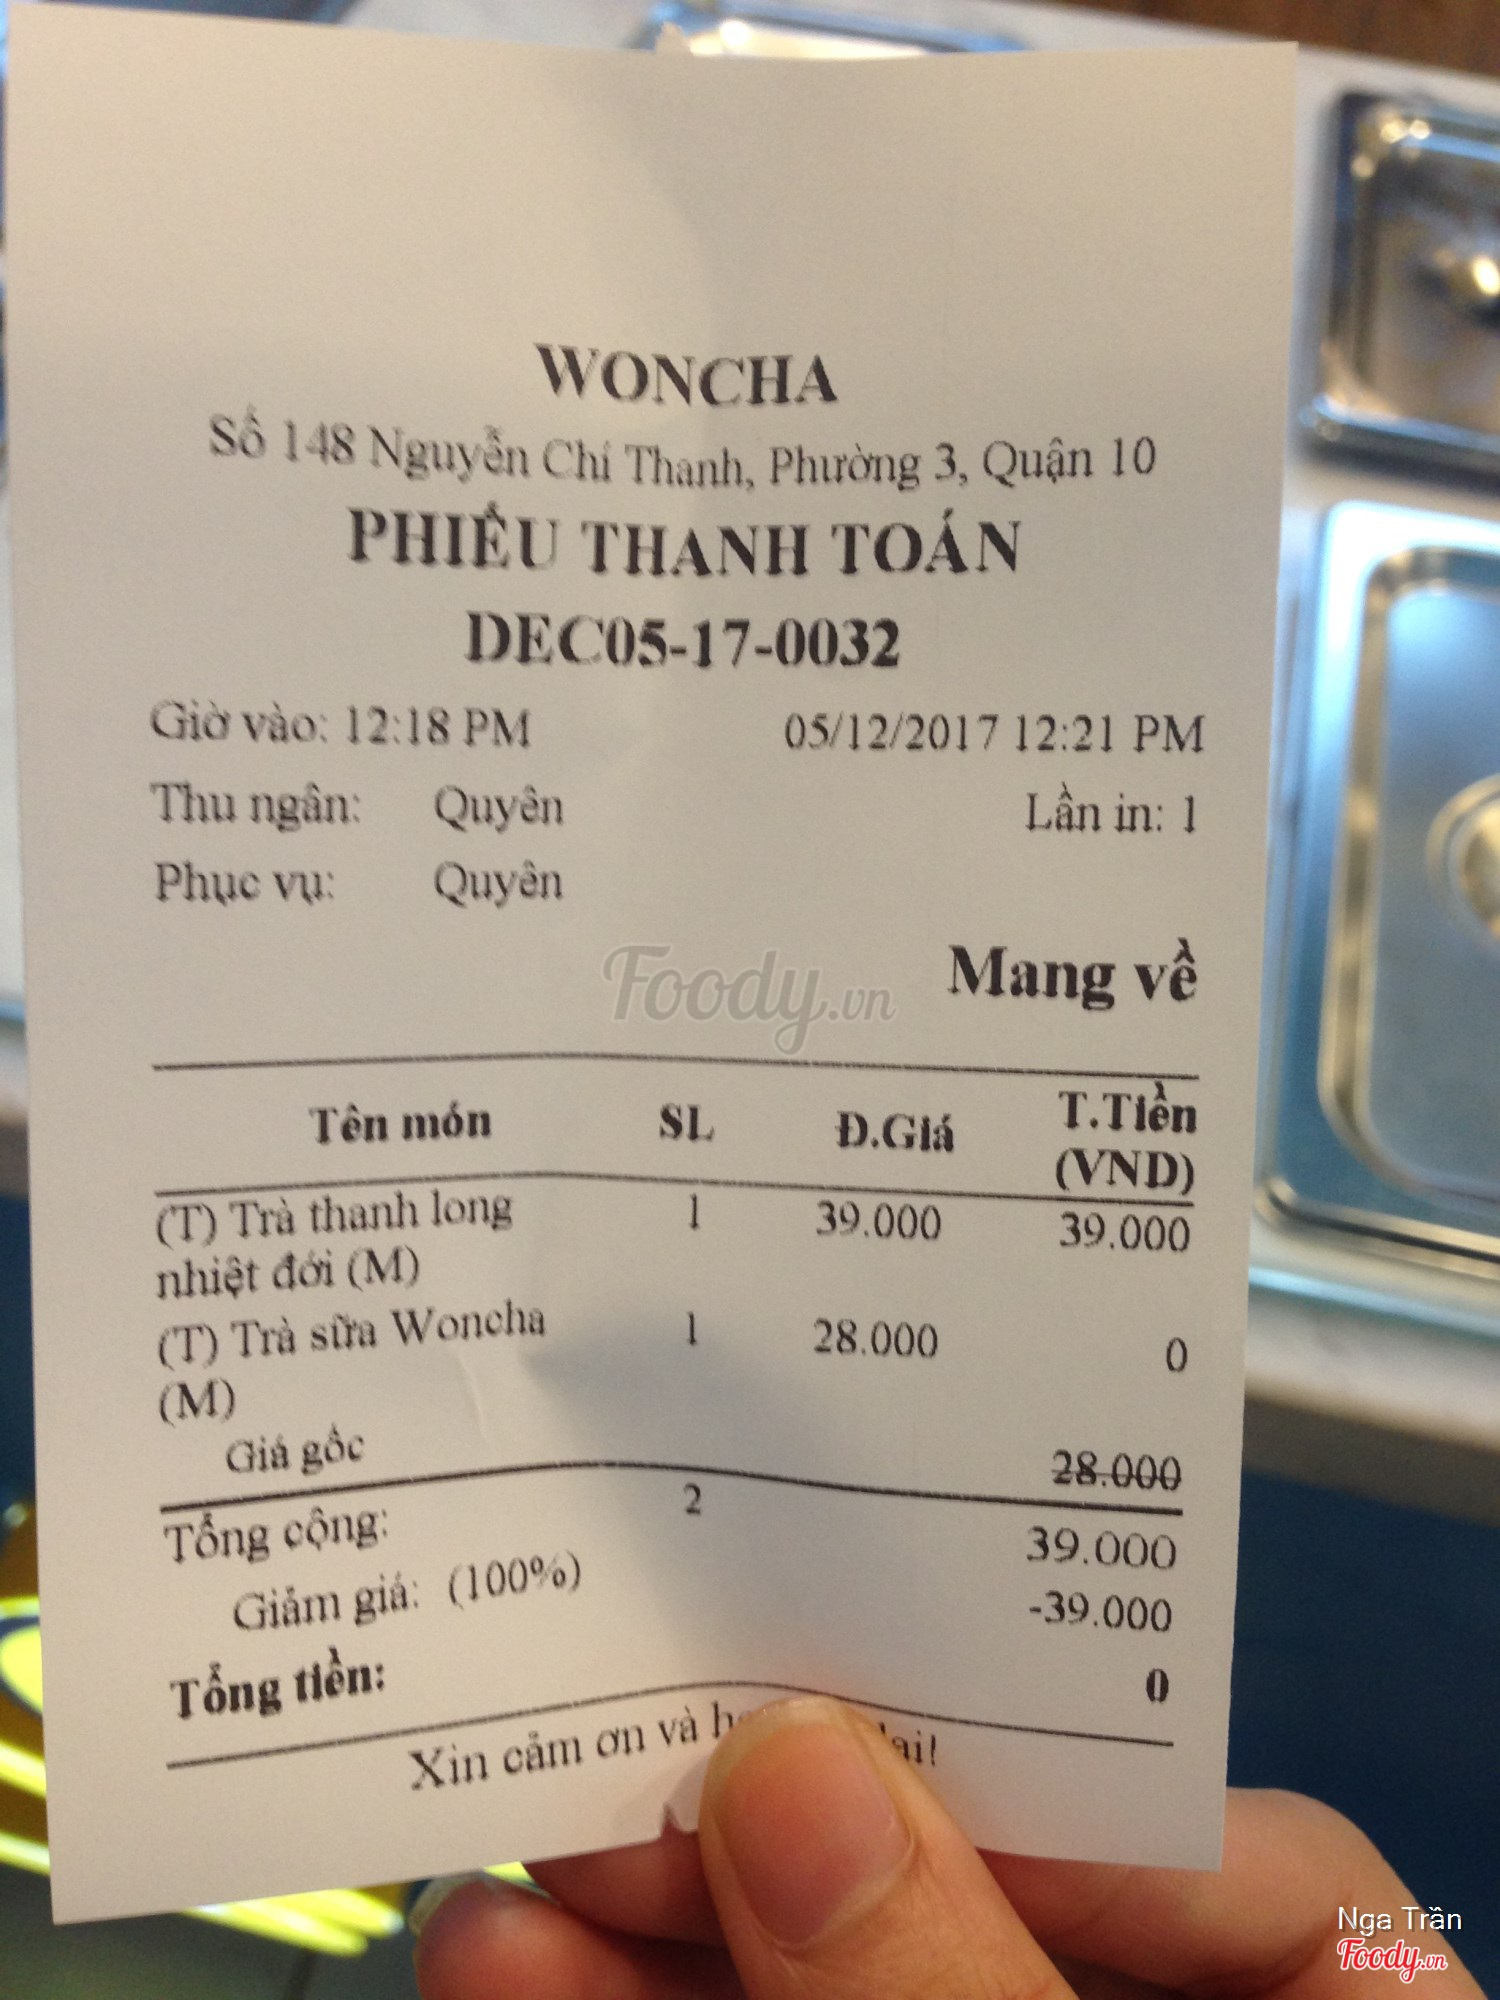 WONCHA
Số 148 Nguyễn Chí Thanh, Phường 3, Quận 10
PHIẾU THANH TOÁN
DEC05-17-0032
Giờ vào: 12:18 PM 05/12/2017 12:21 PM
Thu ngân: Quyên Lần in: 1
Phục vụ: Quyên
Mang về
Foody.vn
Tên món SL Đ.Giá T.Tiền (VND)
(T) Trà thanh long 1 39.000 39.000
nhiệt đới (M)
(T) Trà sữa Woncha 1 28.000 0
(M)
Giá gốc 28.000
Tổng cộng: 2 39.000
Giảm giá: (100%) -39.000
Tổng tiền: 0
Xin cảm ơn và
Nga Trần
Foody.vn